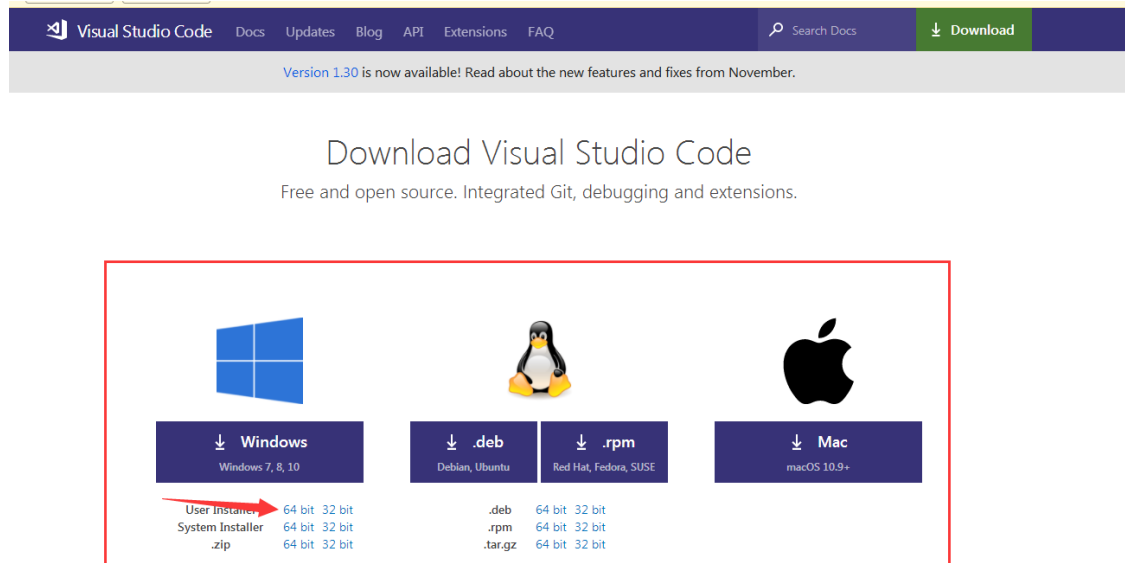 Visual Studio Code Docs Updates Blog API Extensions FAQ Search Docs Download
Version 1.30 is now available! Read about the new features and fixes from November.
Download Visual Studio Code
Free and open source. Integrated Git, debugging and extensions.
Windows
Windows 7, 8, 10
.deb
Debian, Ubuntu
.rpm
Red Hat, Fedora, SUSE
Mac
macOS 10.9+
User Installer 64 bit 32 bit
System Installer 64 bit 32 bit
.zip 64 bit 32 bit
.deb 64 bit 32 bit
.rpm 64 bit 32 bit
.tar.gz 64 bit 32 bit